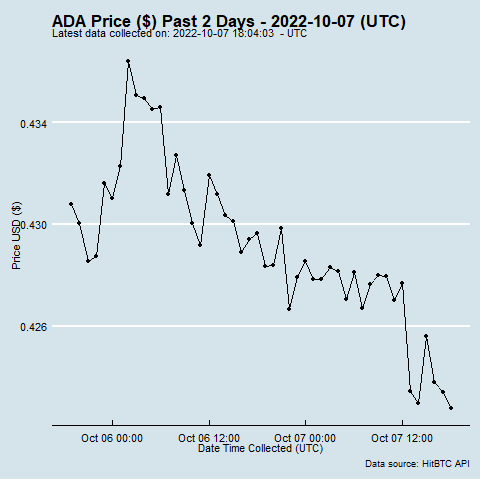 ADA Price ($) Past 2 Days - 2022-10-07 (UTC)
Latest data collected on: 2022-10-07 18:04:03 - UTC
0.434
0.430
0.426
Price USD ($)
Oct 06 00:00
Oct 06 12:00
Oct 07 00:00
Oct 07 12:00
Date Time Collected (UTC)
Data source: HitBTC API